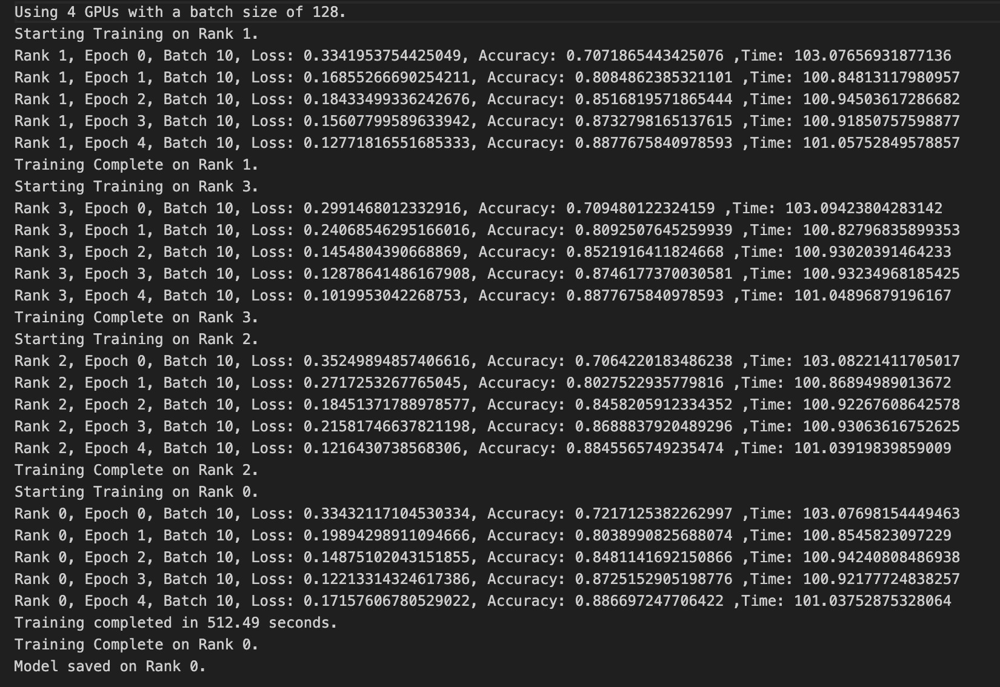 Using 4 GPUs with a batch size of 128.
Starting Training on Rank 1.
Rank 1, Epoch 0, Batch 10, Loss: 0.3341953754425049, Accuracy: 0.7071865443425076 ,Time: 103.07656931877136
Rank 1, Epoch 1, Batch 10, Loss: 0.16855266690254211, Accuracy: 0.8084862385321101 ,Time: 100.84813117980957
Rank 1, Epoch 2, Batch 10, Loss: 0.18433499336242676, Accuracy: 0.8516819571865444 ,Time: 100.94503617286682
Rank 1, Epoch 3, Batch 10, Loss: 0.15607799589633942, Accuracy: 0.8732798165137615 ,Time: 100.91850757598877
Rank 1, Epoch 4, Batch 10, Loss: 0.12771816551685333, Accuracy: 0.8877675840978593 ,Time: 101.05752849578857
Training Complete on Rank 1.
Starting Training on Rank 3.
Rank 3, Epoch 0, Batch 10, Loss: 0.2991468012332916, Accuracy: 0.709480122324159 ,Time: 103.09423804283142
Rank 3, Epoch 1, Batch 10, Loss: 0.24068546295166016, Accuracy: 0.8092507645259939 ,Time: 100.82796835899353
Rank 3, Epoch 2, Batch 10, Loss: 0.1454804390668869, Accuracy: 0.8521916411824668 ,Time: 100.93020391464233
Rank 3, Epoch 3, Batch 10, Loss: 0.12878641486167908, Accuracy: 0.8746177370030581 ,Time: 100.93234968185425
Rank 3, Epoch 4, Batch 10, Loss: 0.1019953042268753, Accuracy: 0.8877675840978593 ,Time: 101.04896879196167
Training Complete on Rank 3.
Starting Training on Rank 2.
Rank 2, Epoch 0, Batch 10, Loss: 0.35249894857406616, Accuracy: 0.7064220183486238 ,Time: 103.08221411705017
Rank 2, Epoch 1, Batch 10, Loss: 0.2717253267765045, Accuracy: 0.8027522935779816 ,Time: 100.86894989013672
Rank 2, Epoch 2, Batch 10, Loss: 0.18451371788978577, Accuracy: 0.8458205912334352 ,Time: 100.92267608642578
Rank 2, Epoch 3, Batch 10, Loss: 0.21581746637821198, Accuracy: 0.8688837920489296 ,Time: 100.93063616752625
Rank 2, Epoch 4, Batch 10, Loss: 0.1216430738568306, Accuracy: 0.8845565749235474 ,Time: 101.03919839859009
Training Complete on Rank 2.
Starting Training on Rank 0.
Rank 0, Epoch 0, Batch 10, Loss: 0.33432117104530334, Accuracy: 0.7217125382262997 ,Time: 103.07698154449463
Rank 0, Epoch 1, Batch 10, Loss: 0.19894298911094666, Accuracy: 0.8038990825688074 ,Time: 100.8545823097229
Rank 0, Epoch 2, Batch 10, Loss: 0.14875102043151855, Accuracy: 0.8481141692150866 ,Time: 100.94240808486938
Rank 0, Epoch 3, Batch 10, Loss: 0.12213314324617386, Accuracy: 0.8725152905198776 ,Time: 100.92177724838257
Rank 0, Epoch 4, Batch 10, Loss: 0.17157606780529022, Accuracy: 0.886697247706422 ,Time: 101.03752875328064
Training completed in 512.49 seconds.
Training Complete on Rank 0.
Model saved on Rank 0.